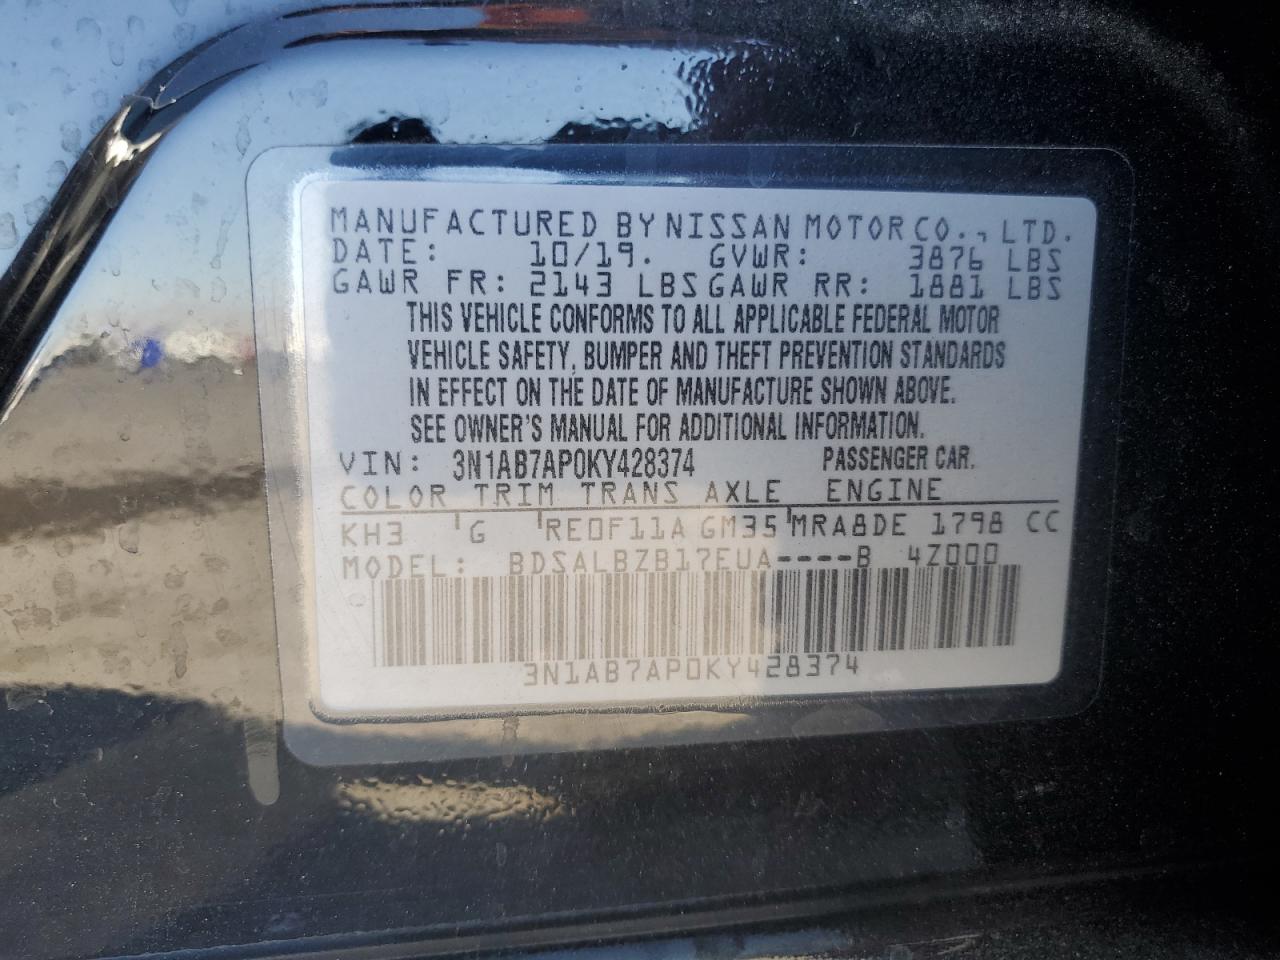 MANUFACTURED BY NISSAN MOTOR CO., LTD.
DATE: 10/19. GVWR: 3876 LBS
GAWR FR: 2143 LBS GAWR RR: 1881 LBS
THIS VEHICLE CONFORMS TO ALL APPLICABLE FEDERAL MOTOR
VEHICLE SAFETY, BUMPER AND THEFT PREVENTION STANDARDS
IN EFFECT ON THE DATE OF MANUFACTURE SHOWN ABOVE.
SEE OWNER'S MANUAL FOR ADDITIONAL INFORMATION.
VIN: 3N1AB7AP0KY428374 PASSENGER CAR.
COLOR TRIM TRANS AXLE ENGINE
KH3 G RE0F11A GM35 MRA8DE 1798 CC
MODEL: BDSALBZB17EUA----B 4Z000
3N1AB7AP0KY428374